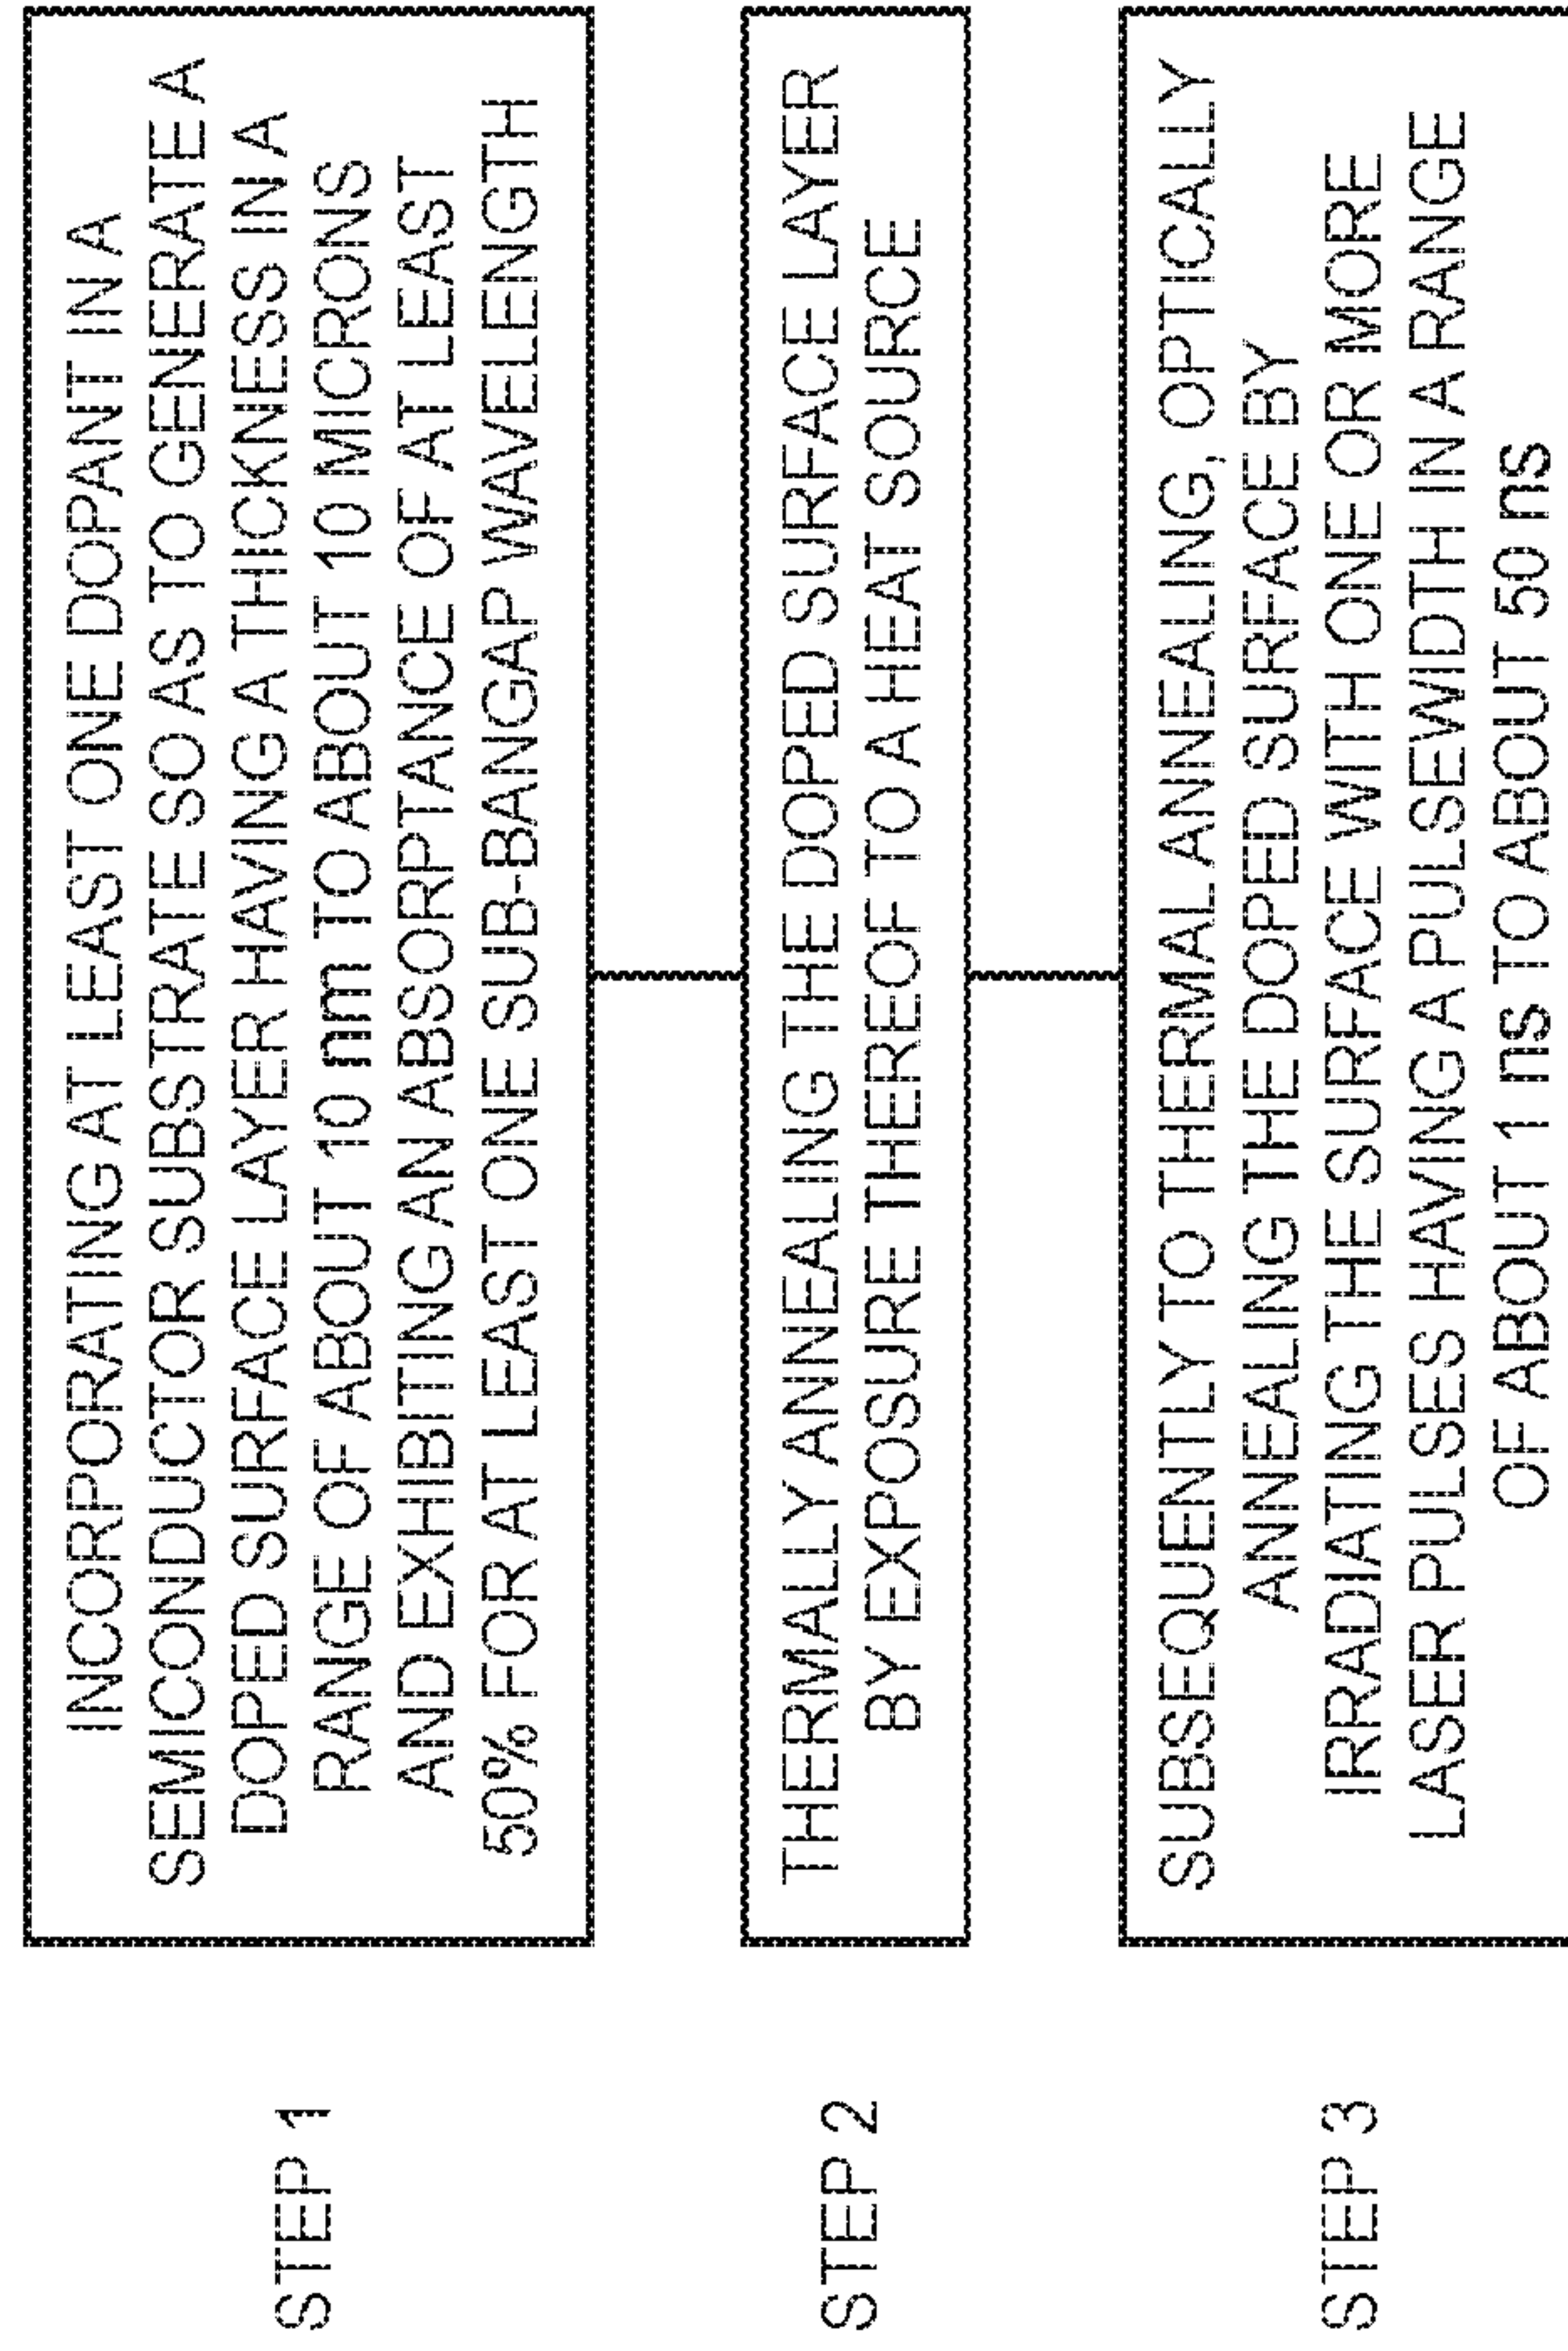 STEP 1
INCORPORATING AT LEAST ONE DOPANT IN A
SEMICONDUCTOR SUBSTRATE SO AS TO GENERATE A
DOPED SURFACE LAYER HAVING A THICKNESS IN A
RANGE OF ABOUT 10 nm TO ABOUT 10 MICRONS
AND EXHIBITING AN ABSORPTANCE OF AT LEAST
50% FOR AT LEAST ONE SUB-BANGAP WAVELENGTH
STEP 2
THERMALLY ANNEALING THE DOPED SURFACE LAYER
BY EXPOSURE THEREOF TO A HEAT SOURCE
STEP 3
SUBSEQUENTLY TO THERMAL ANNEALING, OPTICALLY
ANNEALING THE DOPED SURFACE BY
IRRADIATING THE SURFACE WITH ONE OR MORE
LASER PULSES HAVING A PULSEWIDTH IN A RANGE
OF ABOUT 1 ns TO ABOUT 50 ns